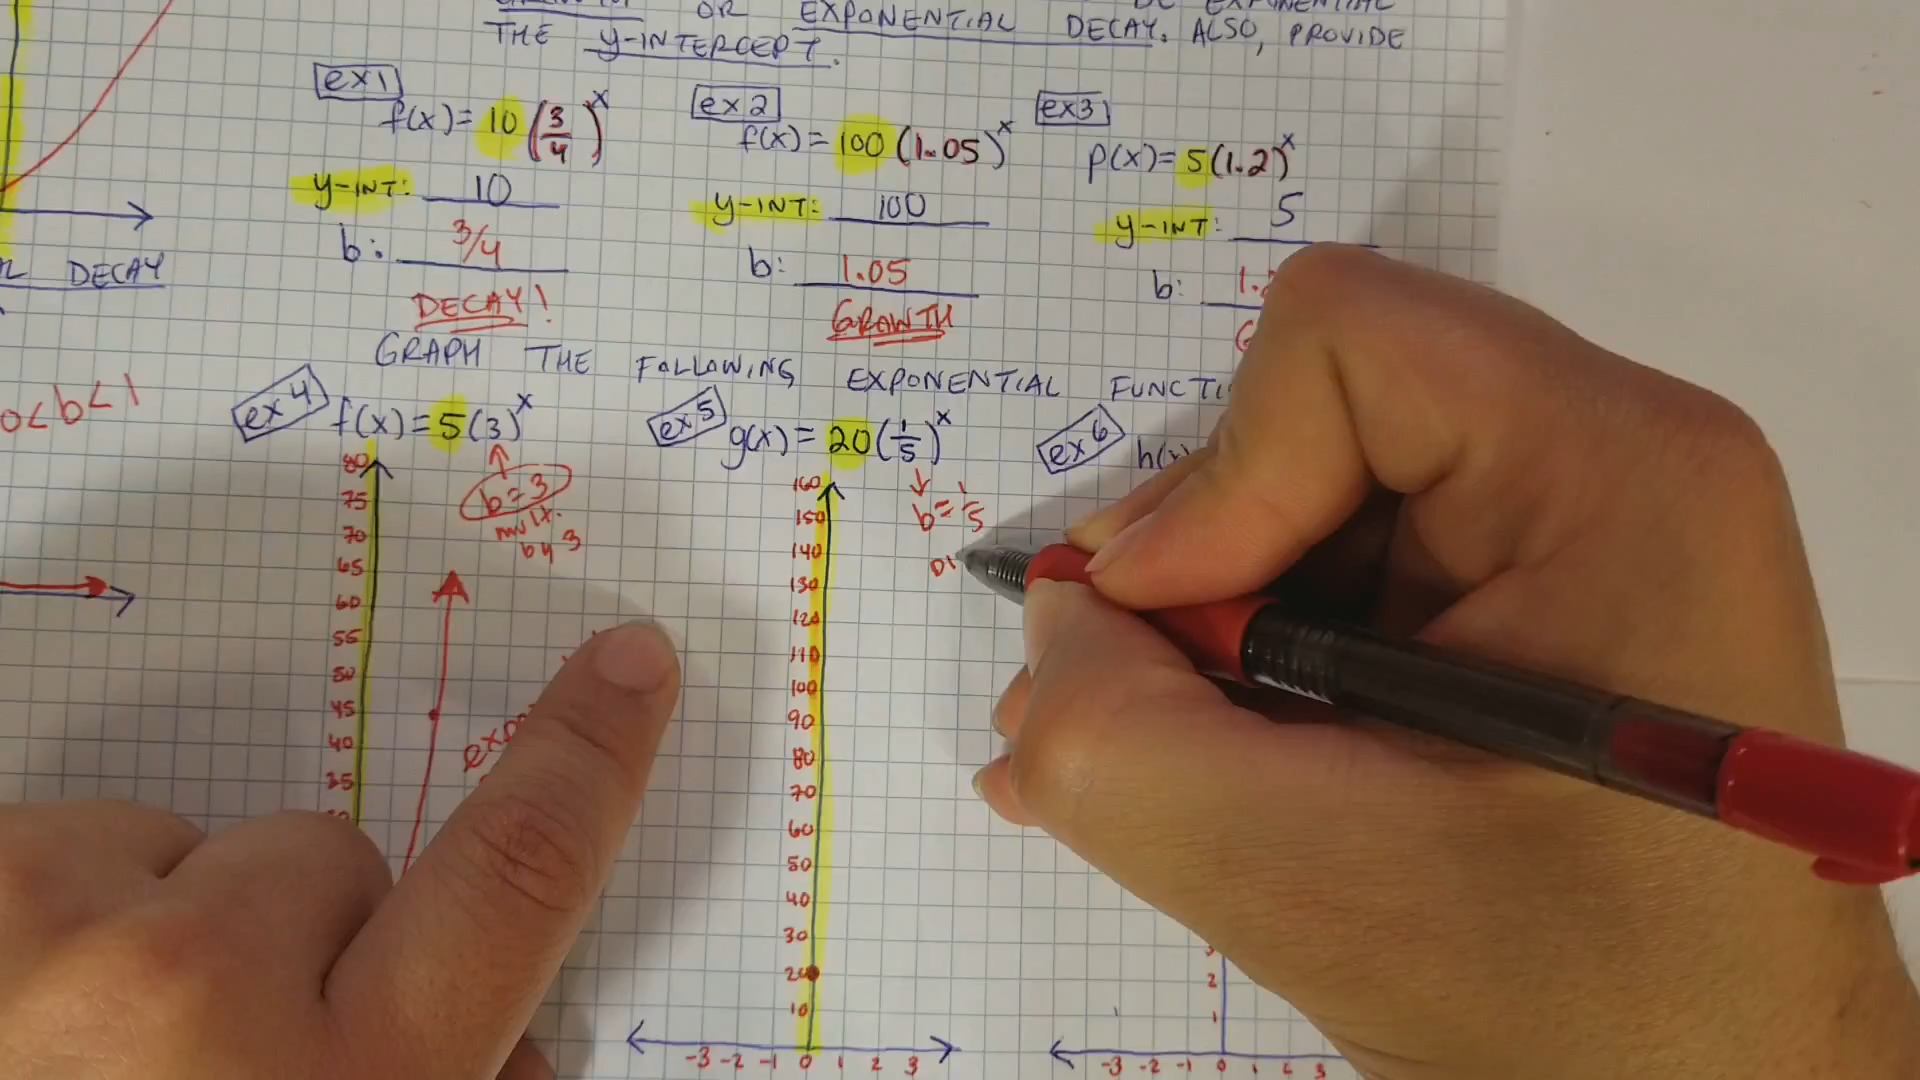 OR EXPONENTIAL DECAY. ALSO, PROVIDE
THE y-INTERCEPT.
ex1
f(x) = 10 (3/4)^x
y-INT: 10
b: 3/4
DECAY!
ex2
f(x) = 100 (1.05)^x
y-INT: 100
b: 1.05
GROWTH
ex3
p(x) = 5(1.2)^x
y-INT: 5
b:
DECAY
0<b<1
GRAPH THE FOLLOWING EXPONENTIAL
ex4
f(x) = 5(3)^x
b=3
mult.
by 3
80
75
70
65
60
55
50
45
40
35
ex5
g(x) = 20(1/5)^x
b = 1/5
160
150
140
130
120
110
100
90
80
70
60
50
40
30
20
10
-3 -2 -1 0 1 2 3
ex6
h(x)
2
1
-3 -2 -1 0 1 2 3